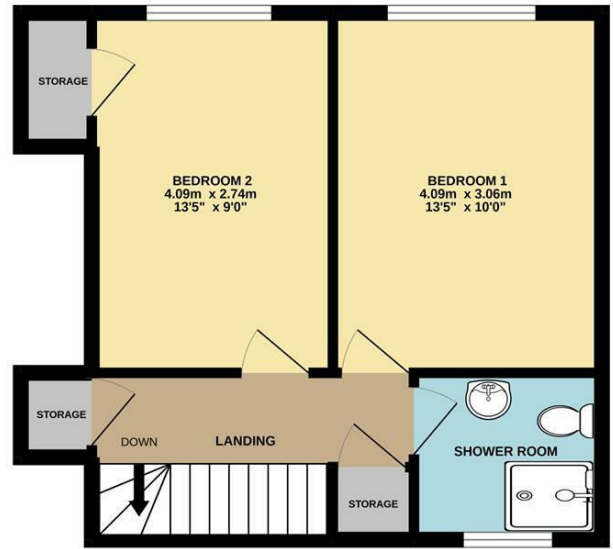 STORAGE
BEDROOM 2
4.09m x 2.74m
13'5" x 9'0"
BEDROOM 1
4.09m x 3.06m
13'5" x 10'0"
STORAGE
DOWN
LANDING
SHOWER ROOM
STORAGE